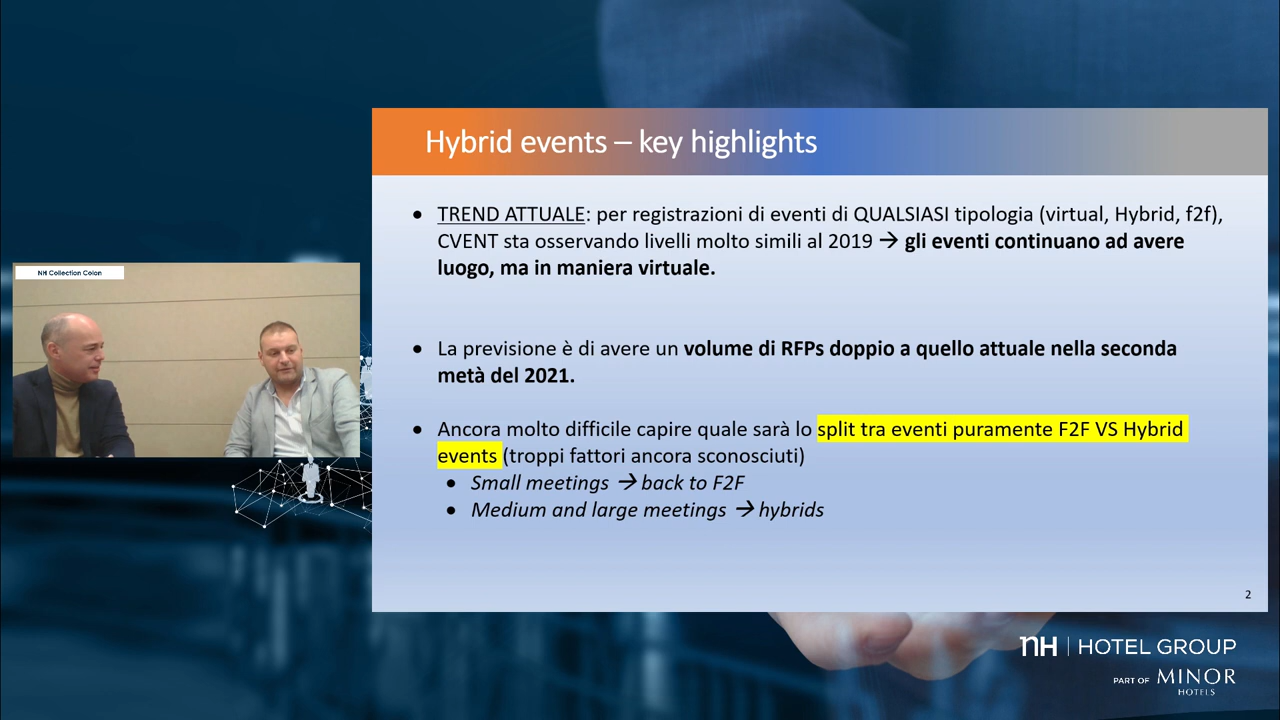 Hybrid events – key highlights
• TREND ATTUALE: per registrazioni di eventi di QUALSIASI tipologia (virtual, Hybrid, f2f),
CVENT sta osservando livelli molto simili al 2019 → gli eventi continuano ad avere
luogo, ma in maniera virtuale.
• La previsione è di avere un volume di RFPs doppio a quello attuale nella seconda
metà del 2021.
• Ancora molto difficile capire quale sarà lo split tra eventi puramente F2F VS Hybrid
events (troppi fattori ancora sconosciuti)
• Small meetings → back to F2F
• Medium and large meetings → hybrids
2
NH Collection Colon
NH | HOTEL GROUP
PART OF MINOR
HOTELS